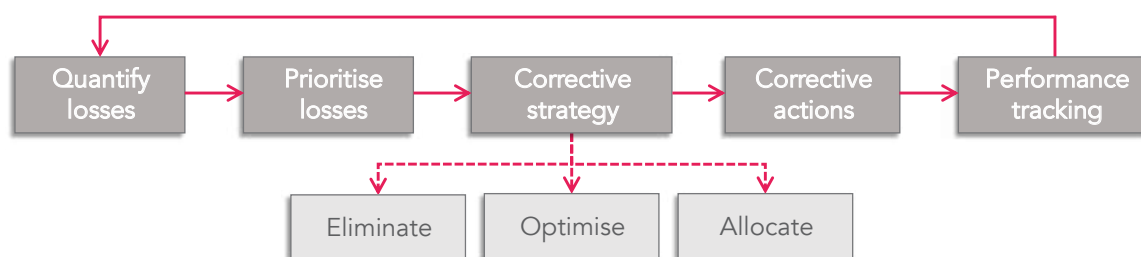 Quantify
losses
Prioritise
losses
Corrective
strategy
Corrective
actions
Performance
tracking
Eliminate
Optimise
Allocate